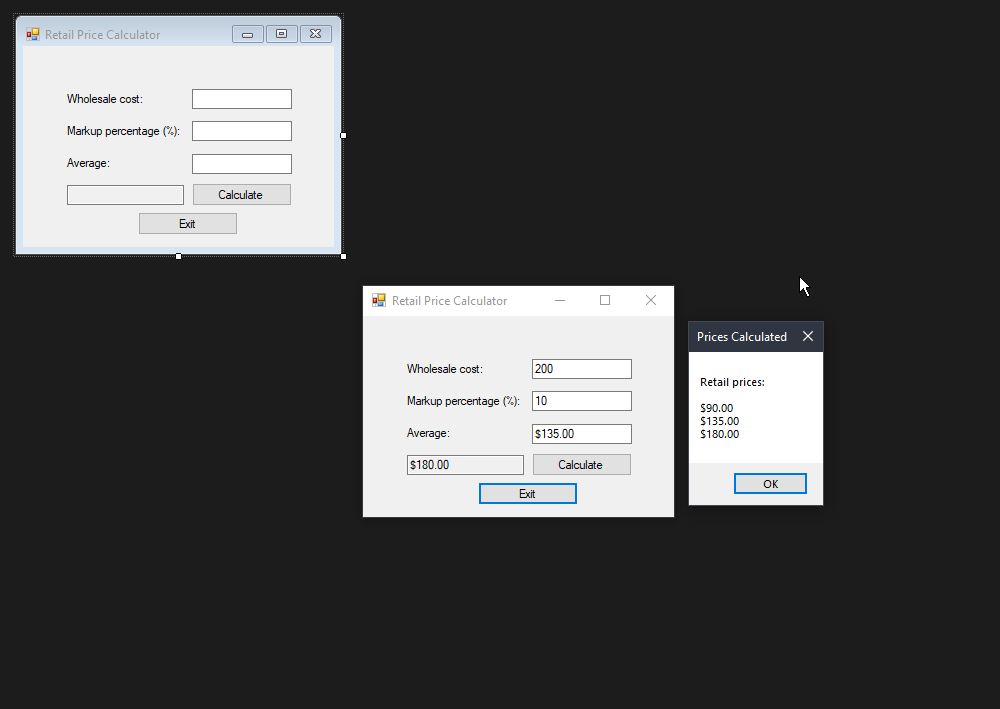 Retail Price Calculator
Wholesale cost:
Markup percentage (%):
Average:
Calculate
Exit
Retail Price Calculator
Wholesale cost: 200
Markup percentage (%): 10
Average: $135.00
$180.00 Calculate
Exit
Prices Calculated
Retail prices:
$90.00
$135.00
$180.00
OK